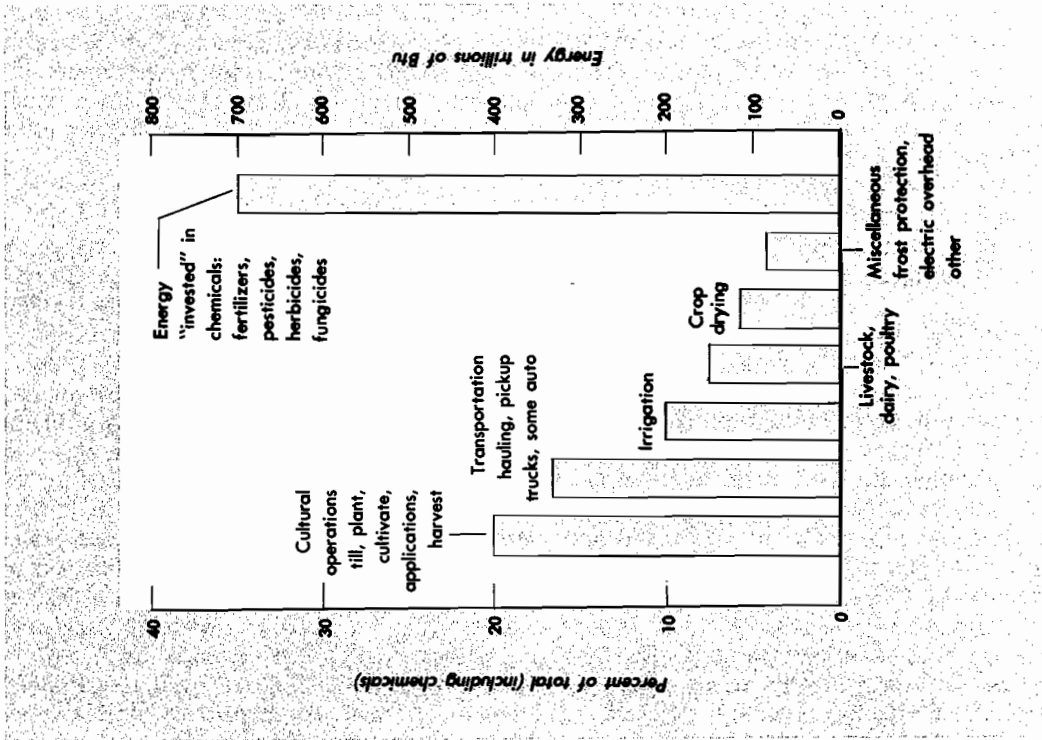 Energy in trillions of Btu
800
700
600
500
400
300
200
100
0
Energy
"invested" in
chemicals:
fertilizers,
pesticides,
herbicides,
fungicides
Miscellaneous
frost protection,
electric overhead
other
Crop
drying
Livestock,
dairy, poultry
Irrigation
Transportation
hauling, pickup
trucks, some auto
Cultural
operations
till, plant,
cultivate,
applications,
harvest
40
30
20
10
0
Percent of total (including chemicals)